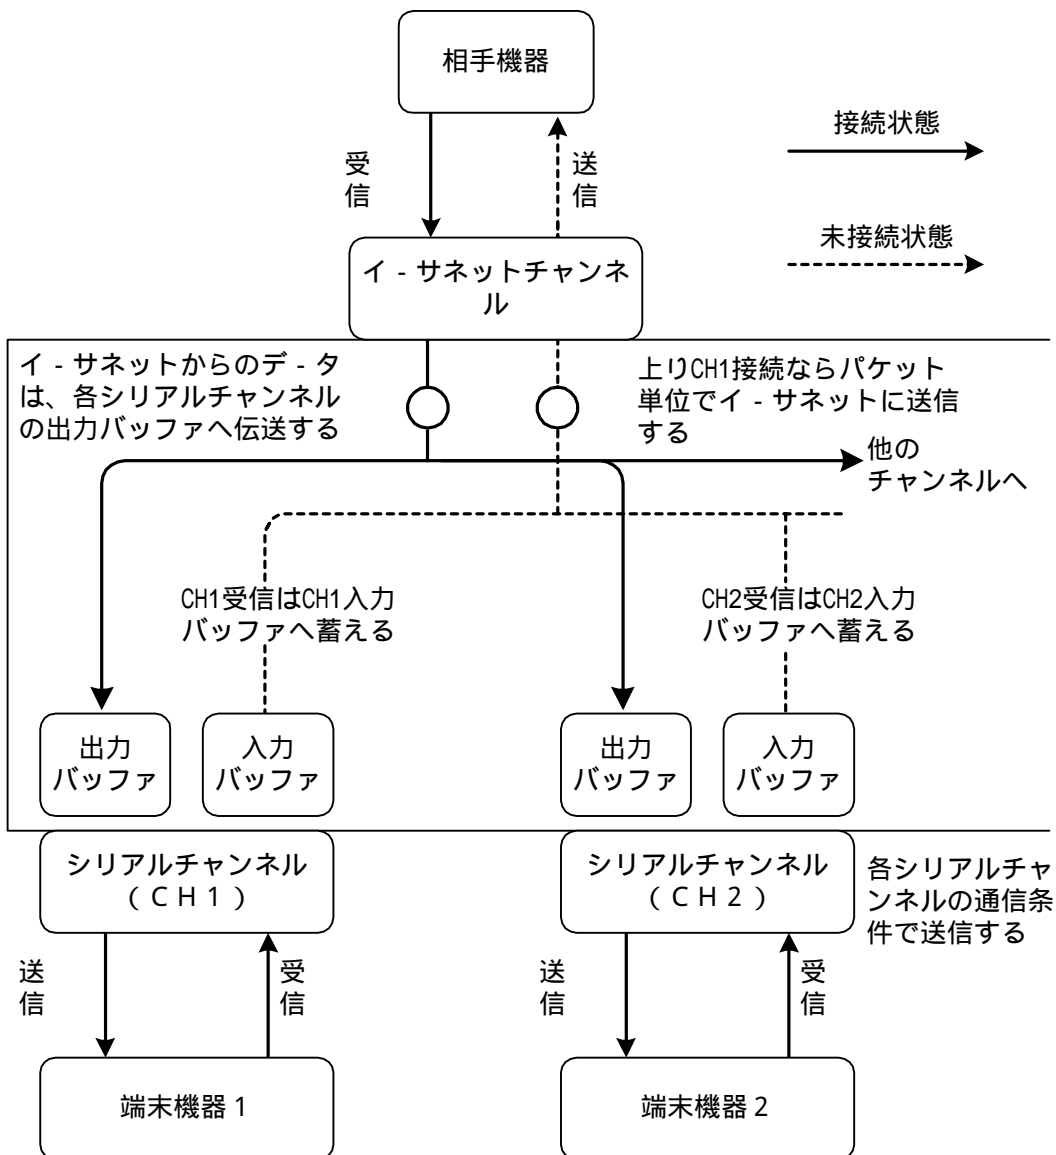 相手機器
接続状態
受
信
送
信
未接続状態
イ‐サネットチャンネ
ル
イ‐サネットからのデ‐タ
は、各シリアルチャンネル
の出力バッファへ伝送する
上りCH1接続ならパケット
単位でイ‐サネットに送信
する
他の
チャンネルへ
CH1受信はCH1入力
バッファへ蓄える
CH2受信はCH2入力
バッファへ蓄える
出力
バッファ
入力
バッファ
出力
バッファ
入力
バッファ
シリアルチャンネル
(CH1)
シリアルチャンネル
(CH2)
各シリアルチャ
ンネルの通信条
件で送信する
送
信
受
信
送
信
受
信
端末機器1
端末機器2